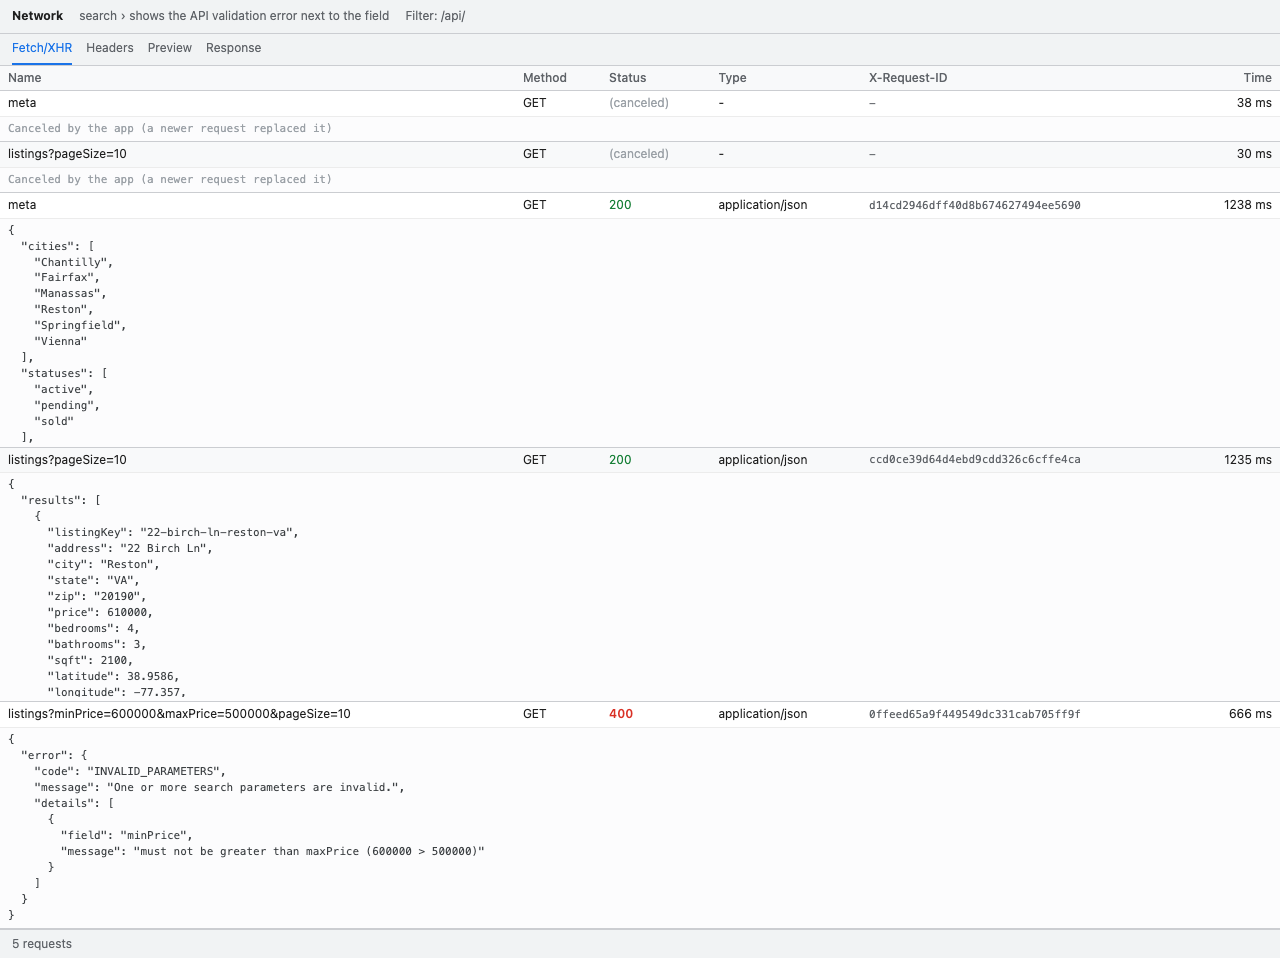 Network search › shows the API validation error next to the field Filter: /api/
Fetch/XHR Headers Preview Response
Name Method Status Type X-Request-ID Time
meta GET (canceled) - – 38 ms
Canceled by the app (a newer request replaced it)
listings?pageSize=10 GET (canceled) - – 30 ms
Canceled by the app (a newer request replaced it)
meta GET 200 application/json d14cd2946dff40d8b674627494ee5690 1238 ms
{
"cities": [
"Chantilly",
"Fairfax",
"Manassas",
"Reston",
"Springfield",
"Vienna"
],
"statuses": [
"active",
"pending",
"sold"
],
listings?pageSize=10 GET 200 application/json ccd0ce39d64d4ebd9cdd326c6cffe4ca 1235 ms
{
"results": [
{
"listingKey": "22-birch-ln-reston-va",
"address": "22 Birch Ln",
"city": "Reston",
"state": "VA",
"zip": "20190",
"price": 610000,
"bedrooms": 4,
"bathrooms": 3,
"sqft": 2100,
"latitude": 38.9586,
"longitude": -77.357,
listings?minPrice=600000&maxPrice=500000&pageSize=10 GET 400 application/json 0ffeed65a9f449549dc331cab705ff9f 666 ms
{
"error": {
"code": "INVALID_PARAMETERS",
"message": "One or more search parameters are invalid.",
"details": [
{
"field": "minPrice",
"message": "must not be greater than maxPrice (600000 > 500000)"
}
]
}
}
5 requests